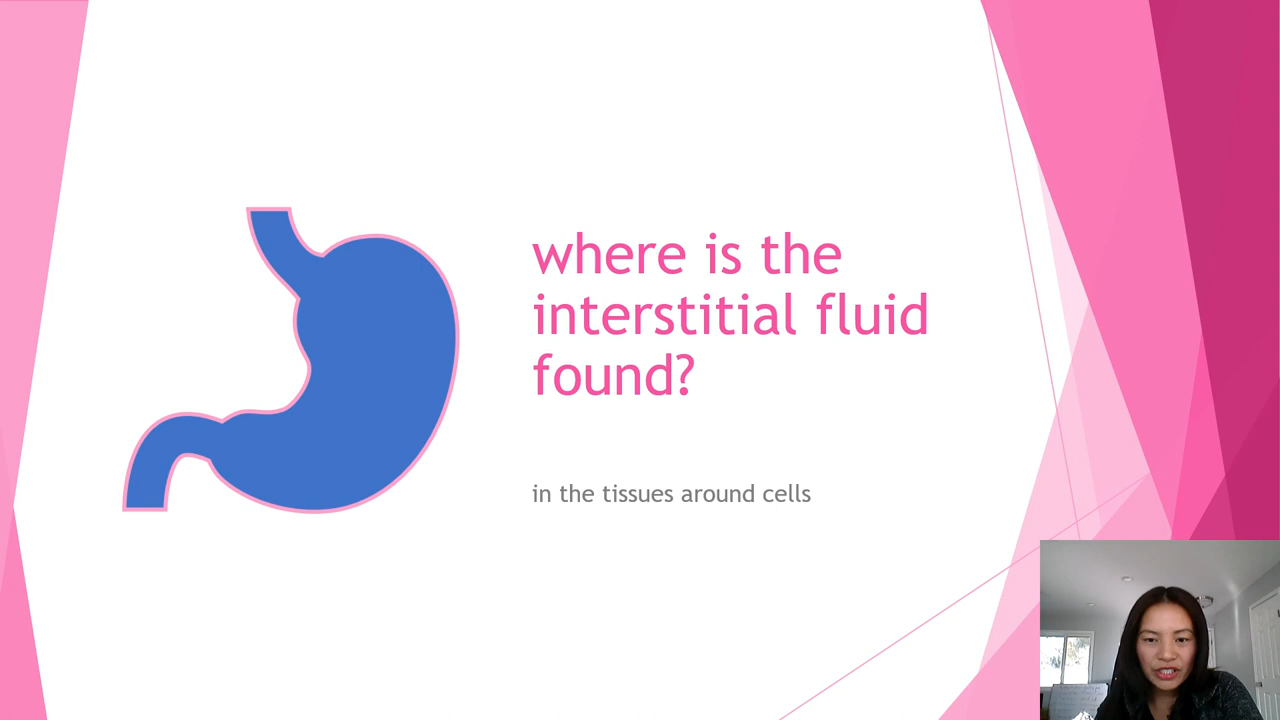 where is the
interstitial fluid
found?
in the tissues around cells